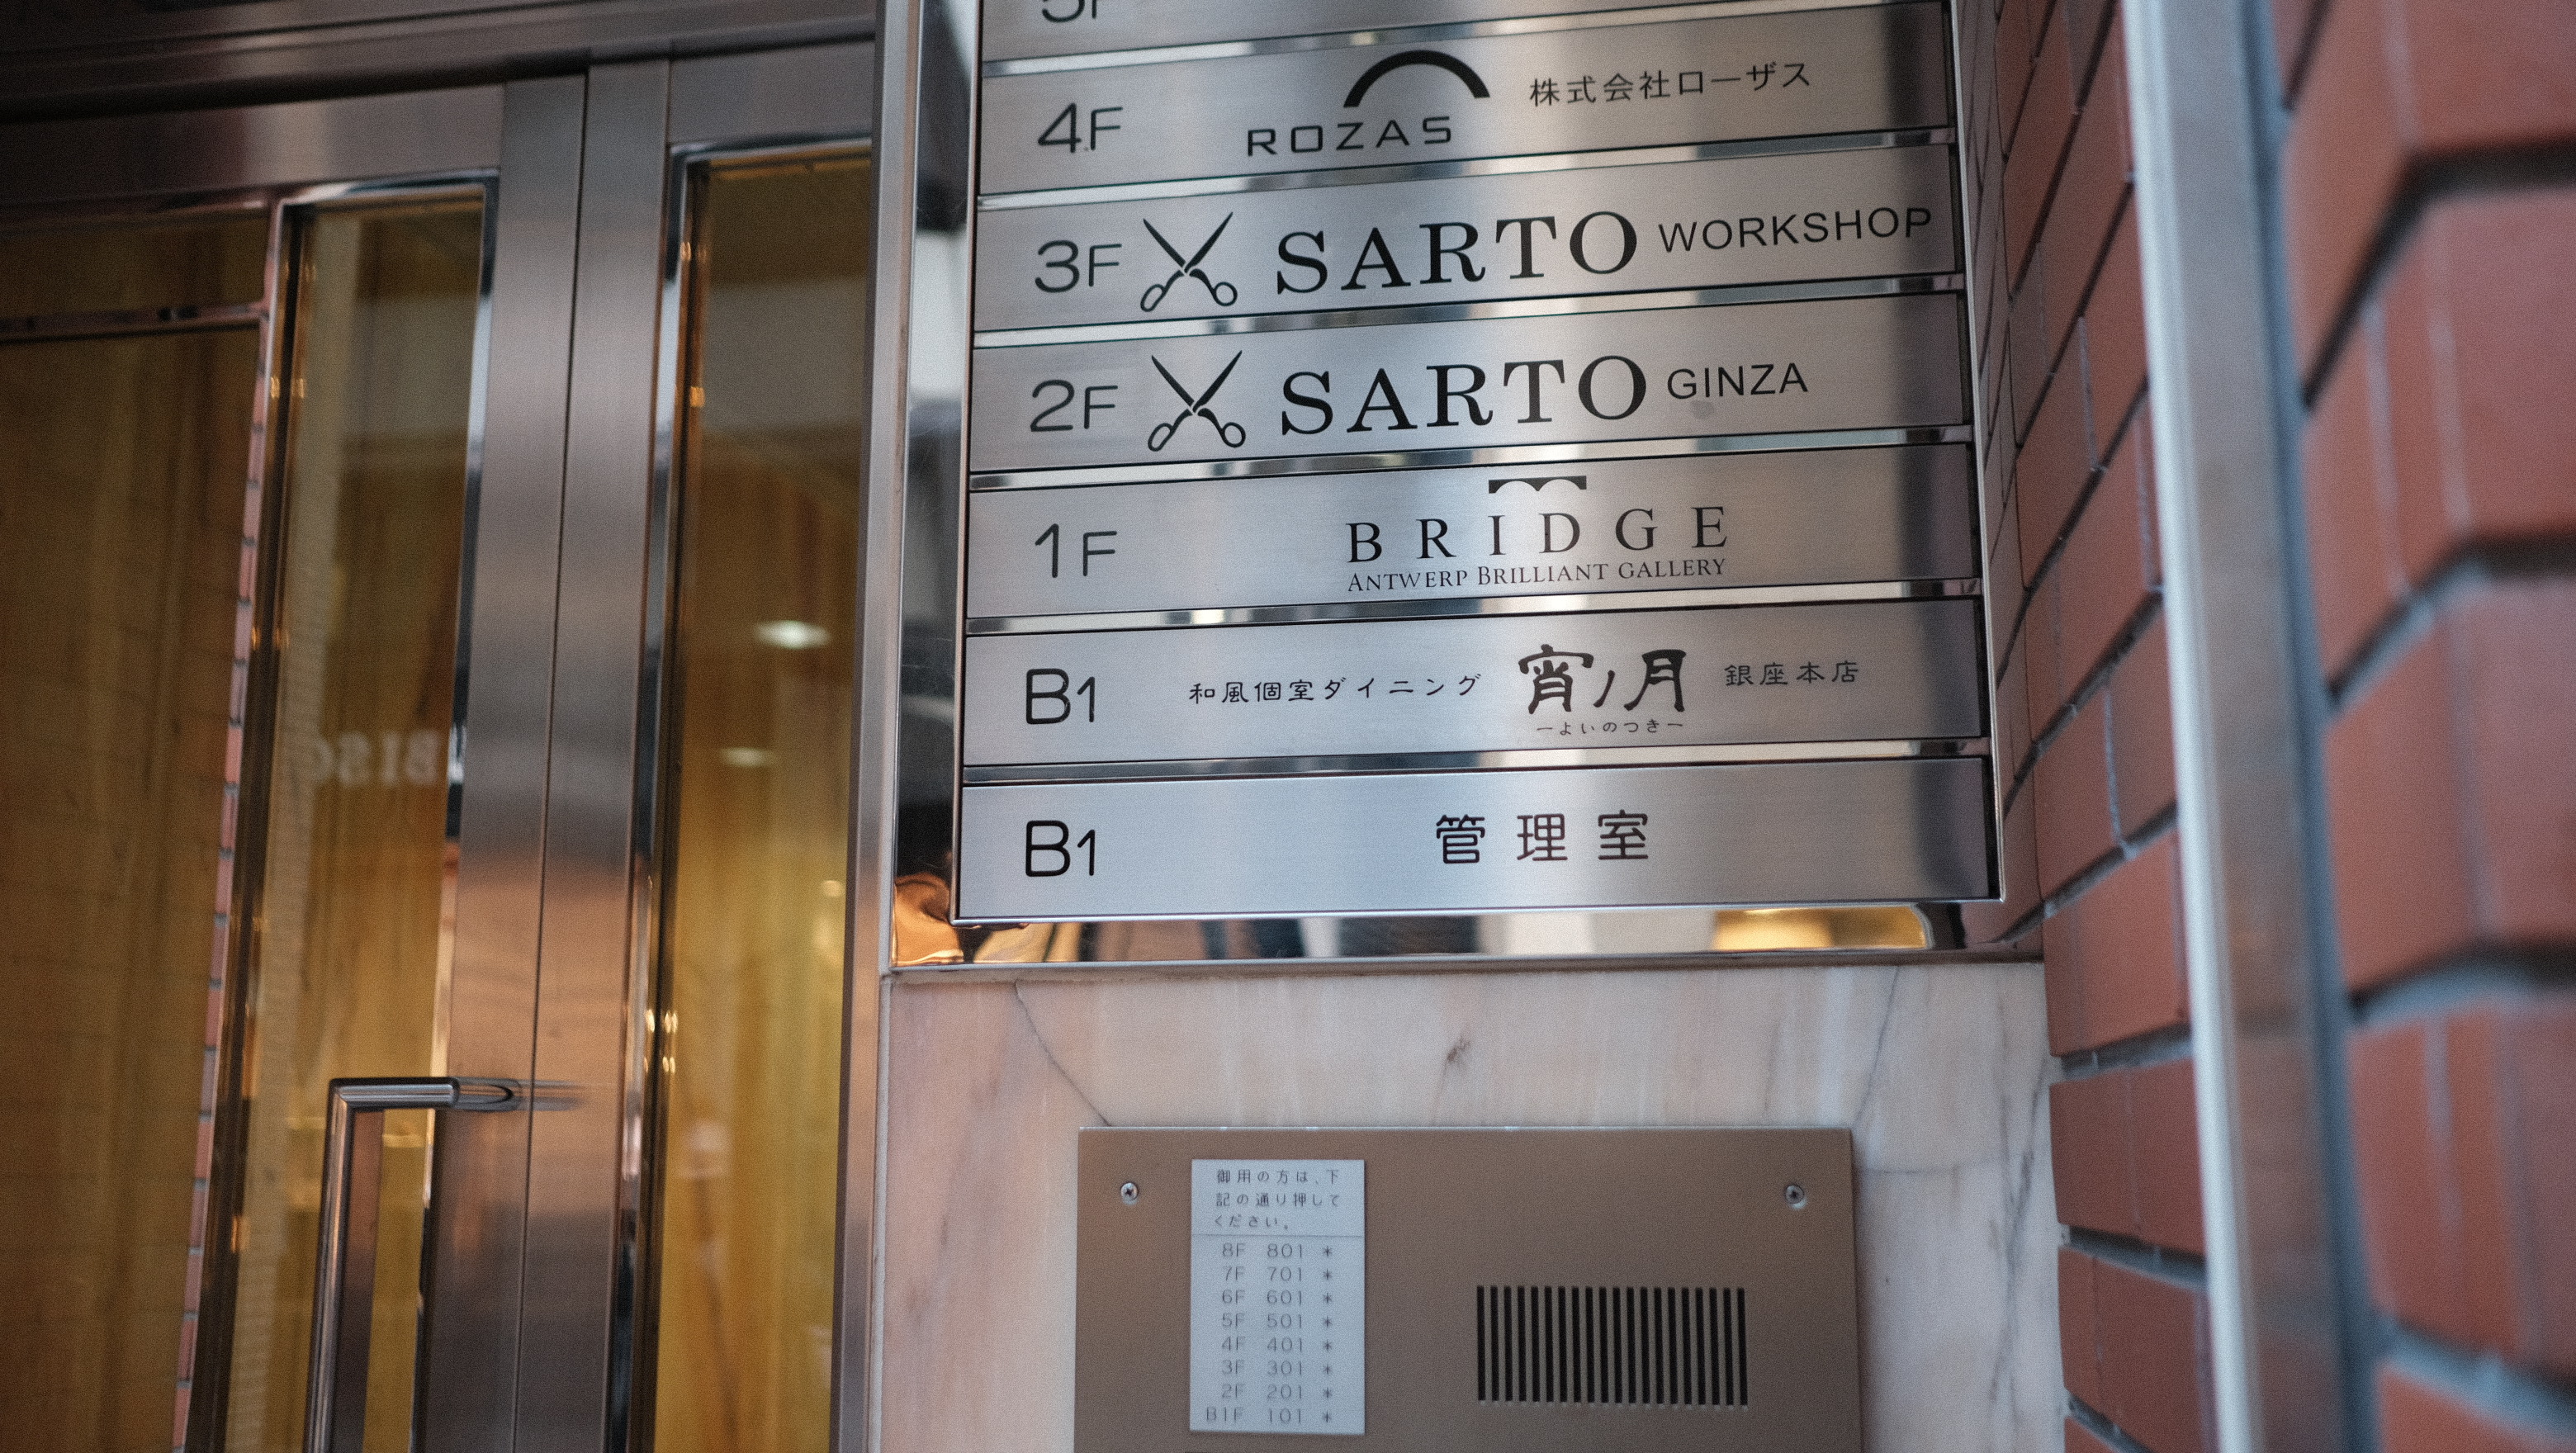 5F
4F ROZAS 株式会社ローザス
3F SARTO WORKSHOP
2F SARTO GINZA
1F BRIDGE
ANTWERP BRILLIANT GALLERY
B1 和風個室ダイニング 宵ノ月 銀座本店
ーよいのつきー
B1 管理室
御用の方は、下
記の通り押して
ください。
8F 801 *
7F 701 *
6F 601 *
5F 501 *
4F 401 *
3F 301 *
2F 201 *
B1F 101 *